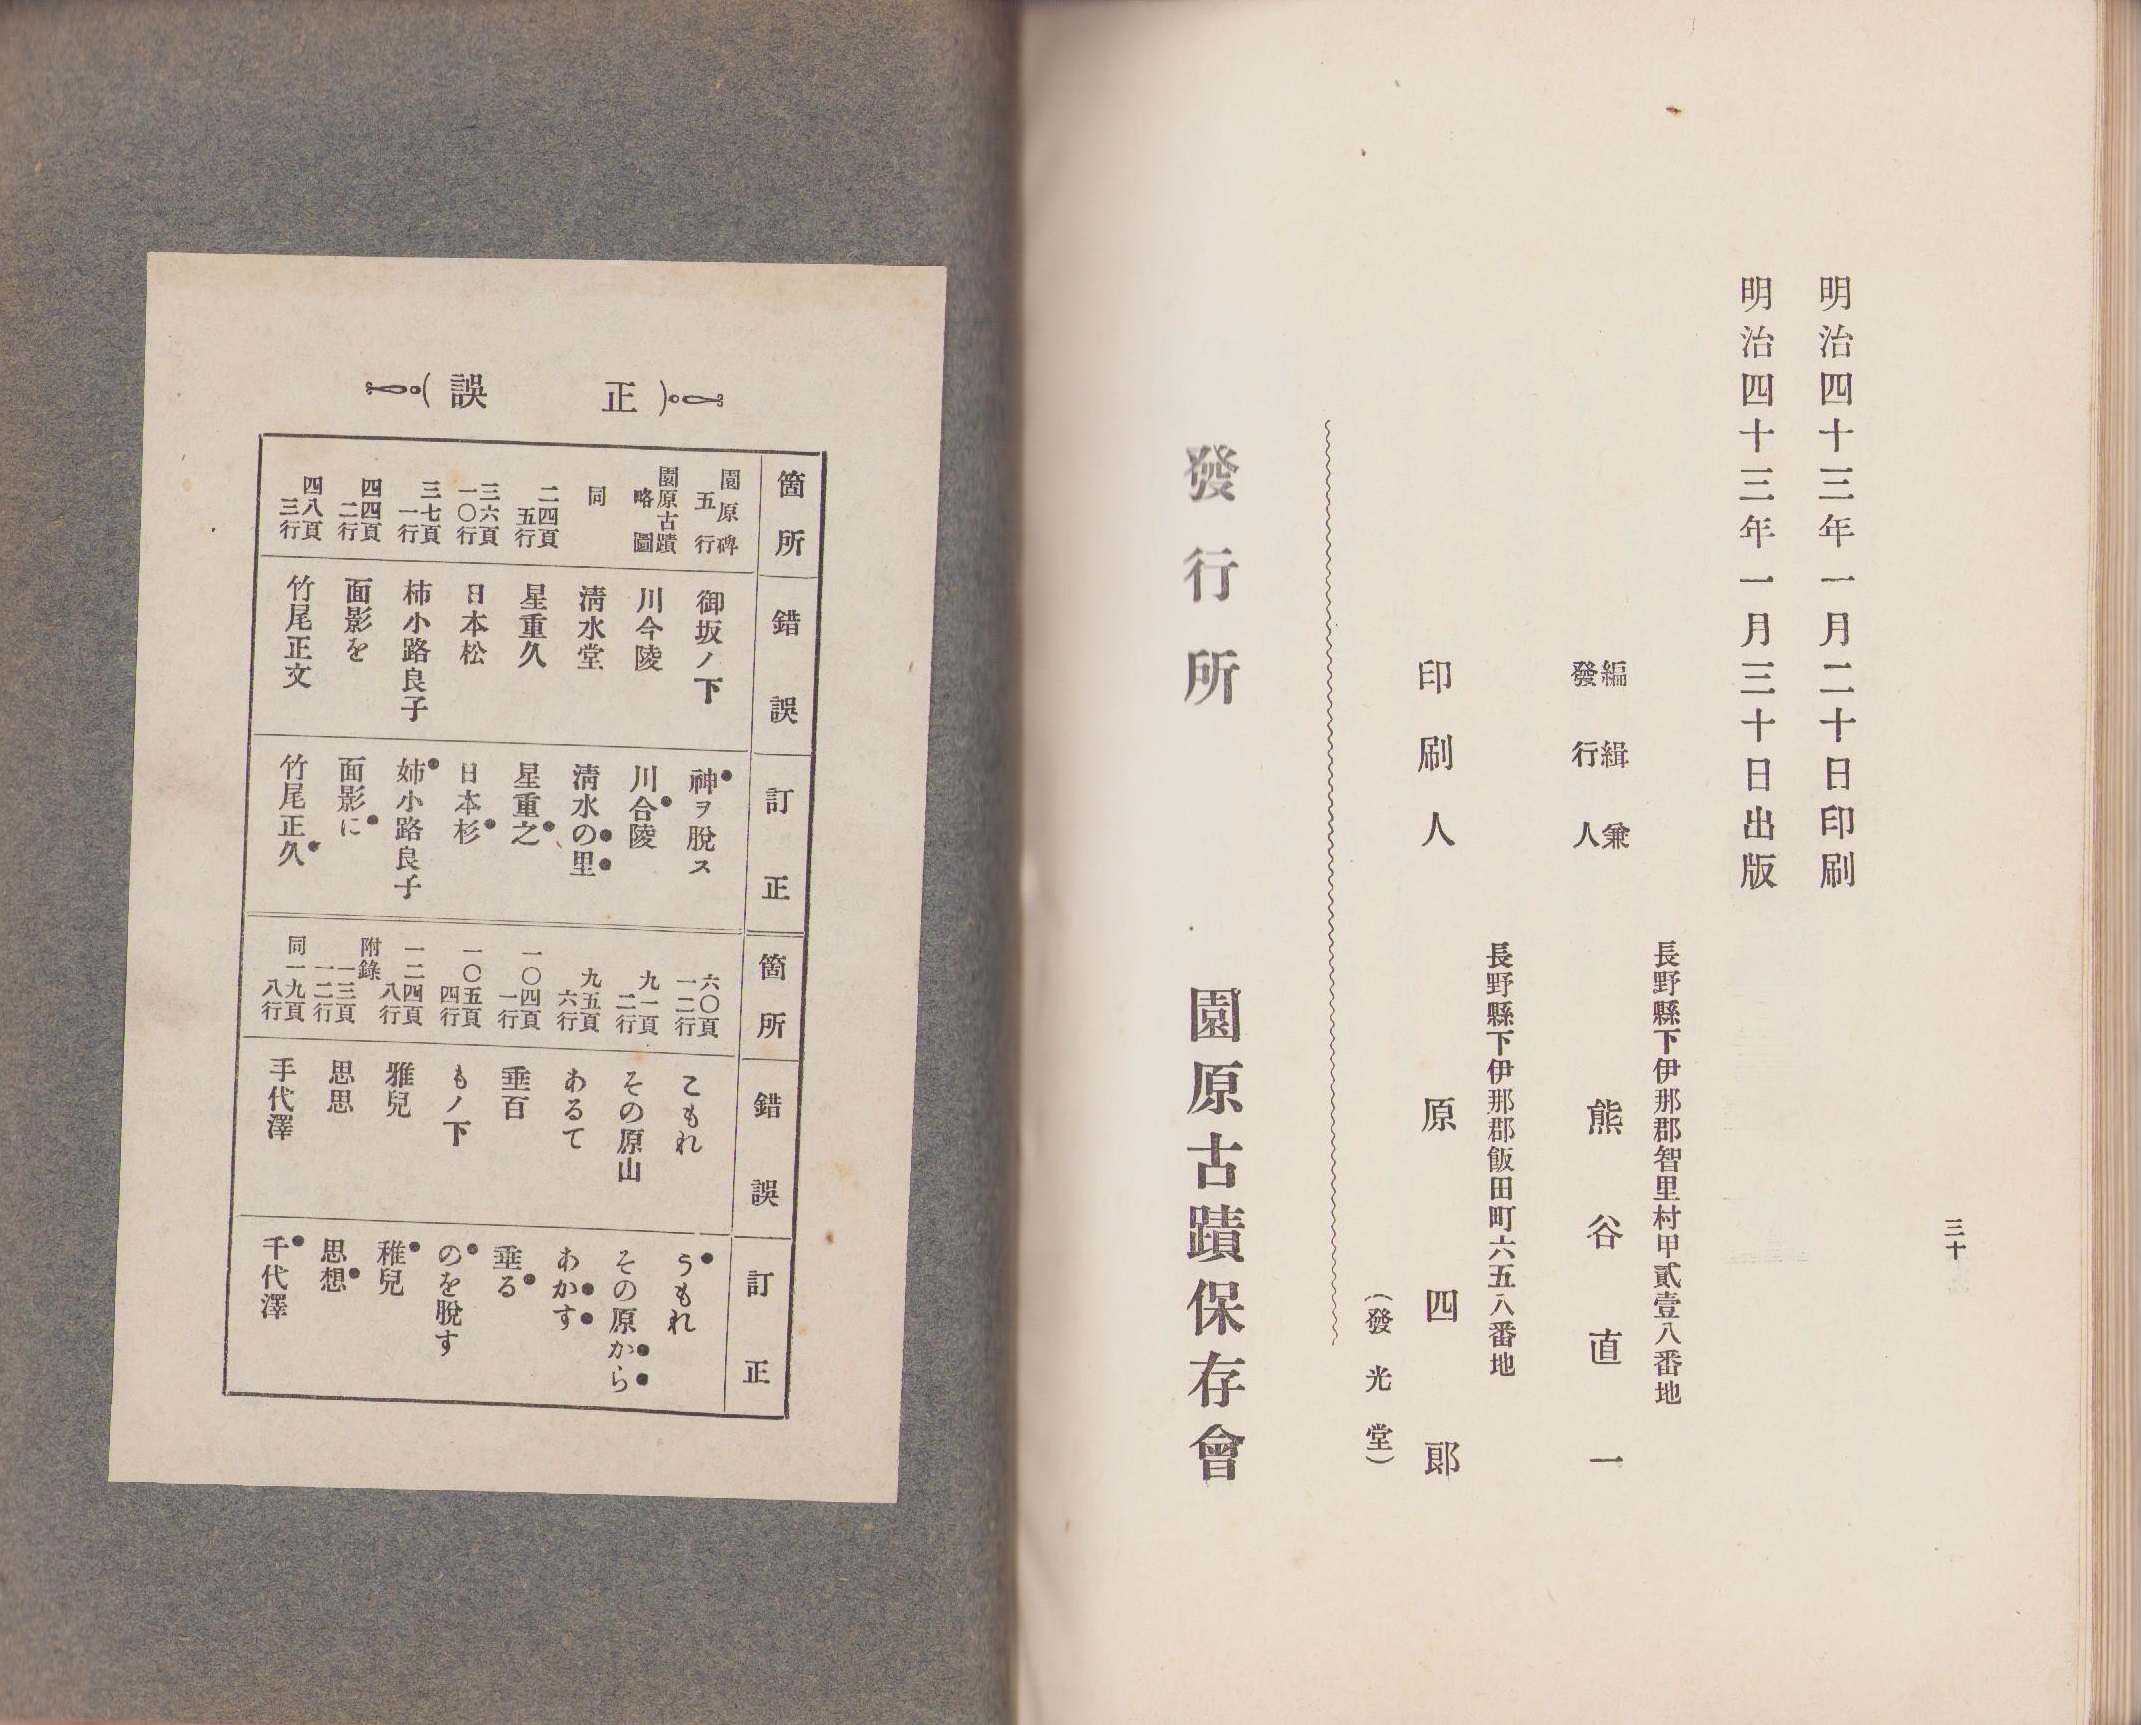 三十
明治四十三年一月二十日印刷
明治四十三年一月三十日出版
長野縣下伊那郡智里村甲貳壹八番地
編緝兼
發行人
熊谷直一
長野縣下伊那郡飯田町六五八番地
印刷人 原四郎
(發光堂)
發行所 園原古蹟保存會
正誤
箇所 錯誤 訂正 箇所 錯誤 訂正
園原碑五行 御坂ノ下 神ヲ脫ス 六〇頁一二行 こもれ うもれ
園原古蹟略圖 川今陵 川合陵 九一頁二行 その原山 その原から
同 淸水堂 淸水の里 九五頁六行 あるて わかす
二四頁五行 星重久 星重之 一〇四頁一行 垂百 垂る
三六頁一〇行 日本松 日本杉 一〇五頁四行 もノ下 のを脫す
三七頁一行 柿小路良子 姉小路良子 一二四頁八行 雅兒 稚兒
四四頁二行 面影を 面影に 附錄一三頁一二行 思思 思想
四八頁三行 竹尾正文 竹尾正久 同一九頁八行 手代澤 千代澤